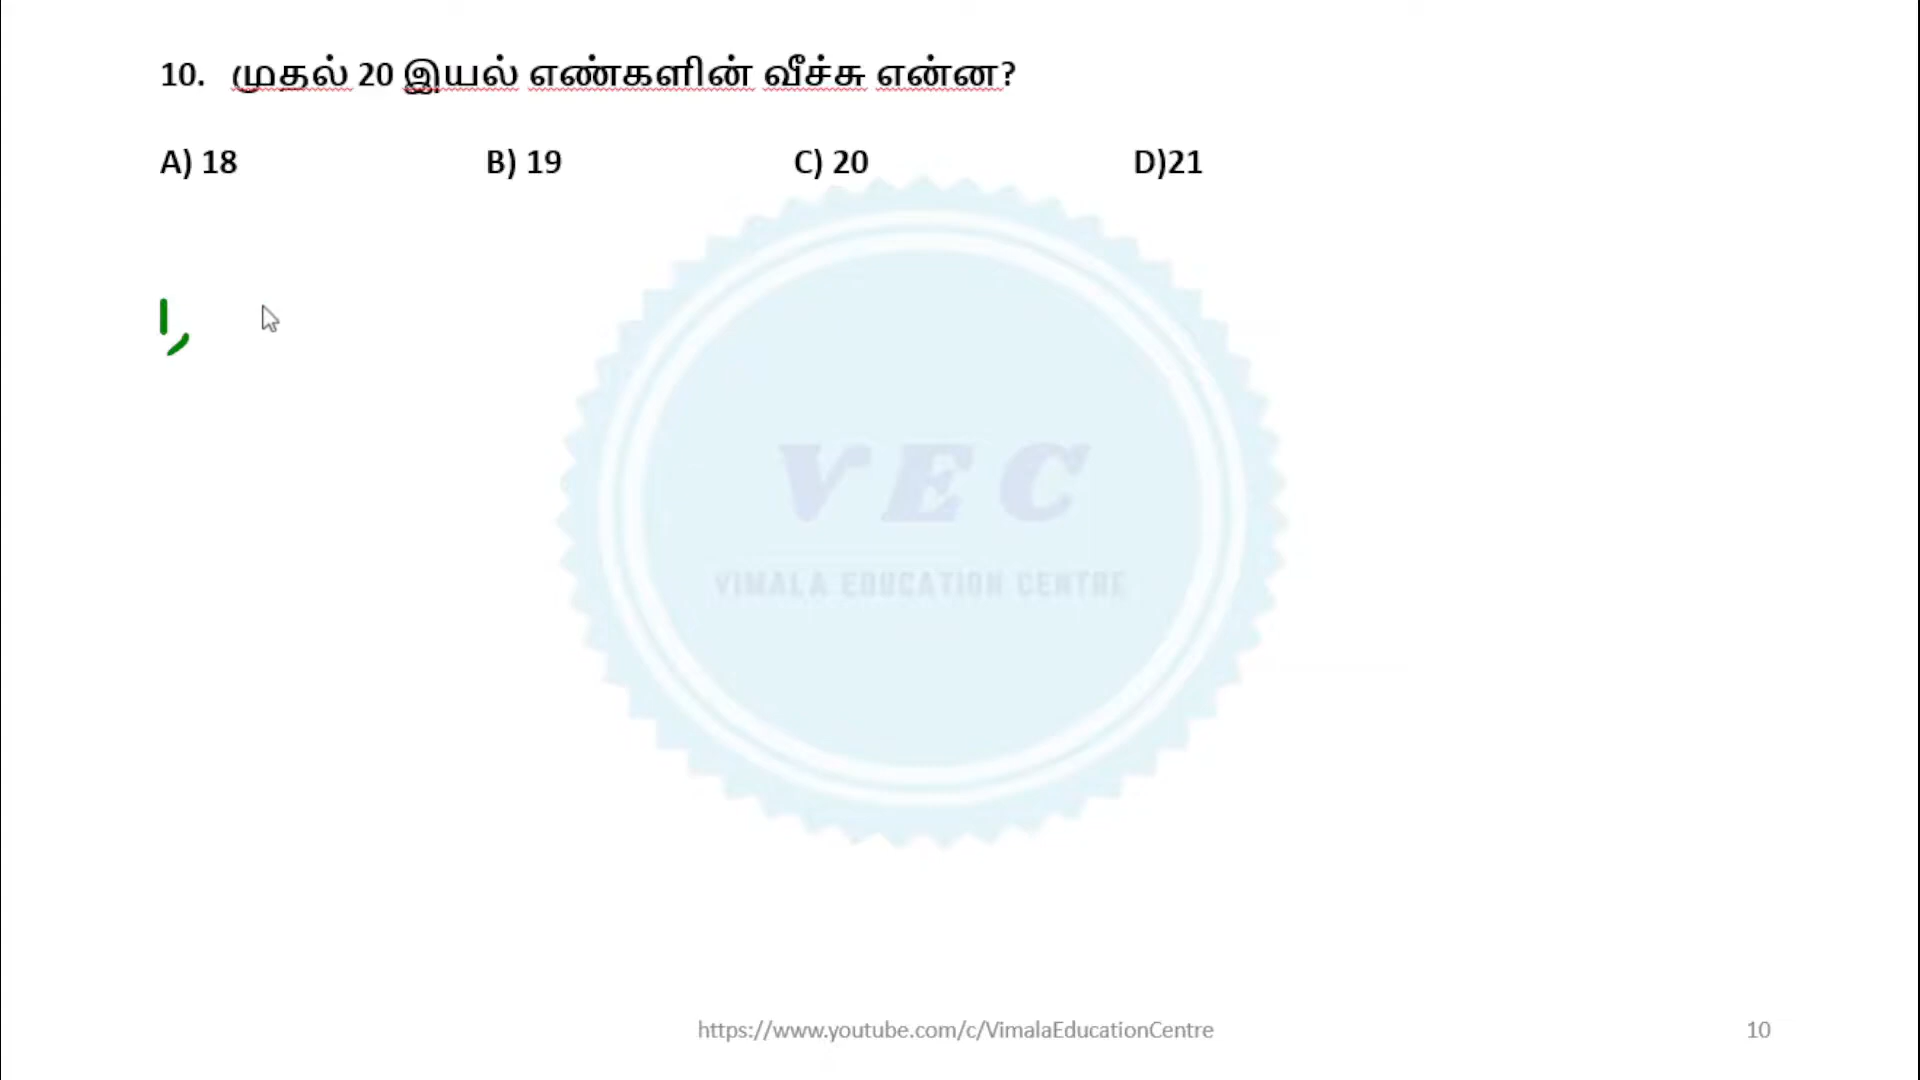 10. முதல் 20 இயல் எண்களின் வீச்சு என்ன?
A) 18 B) 19 C) 20 D)21
1,
VEC
VIMALA EDUCATION CENTRE
https://www.youtube.com/c/VimalaEducationCentre 10